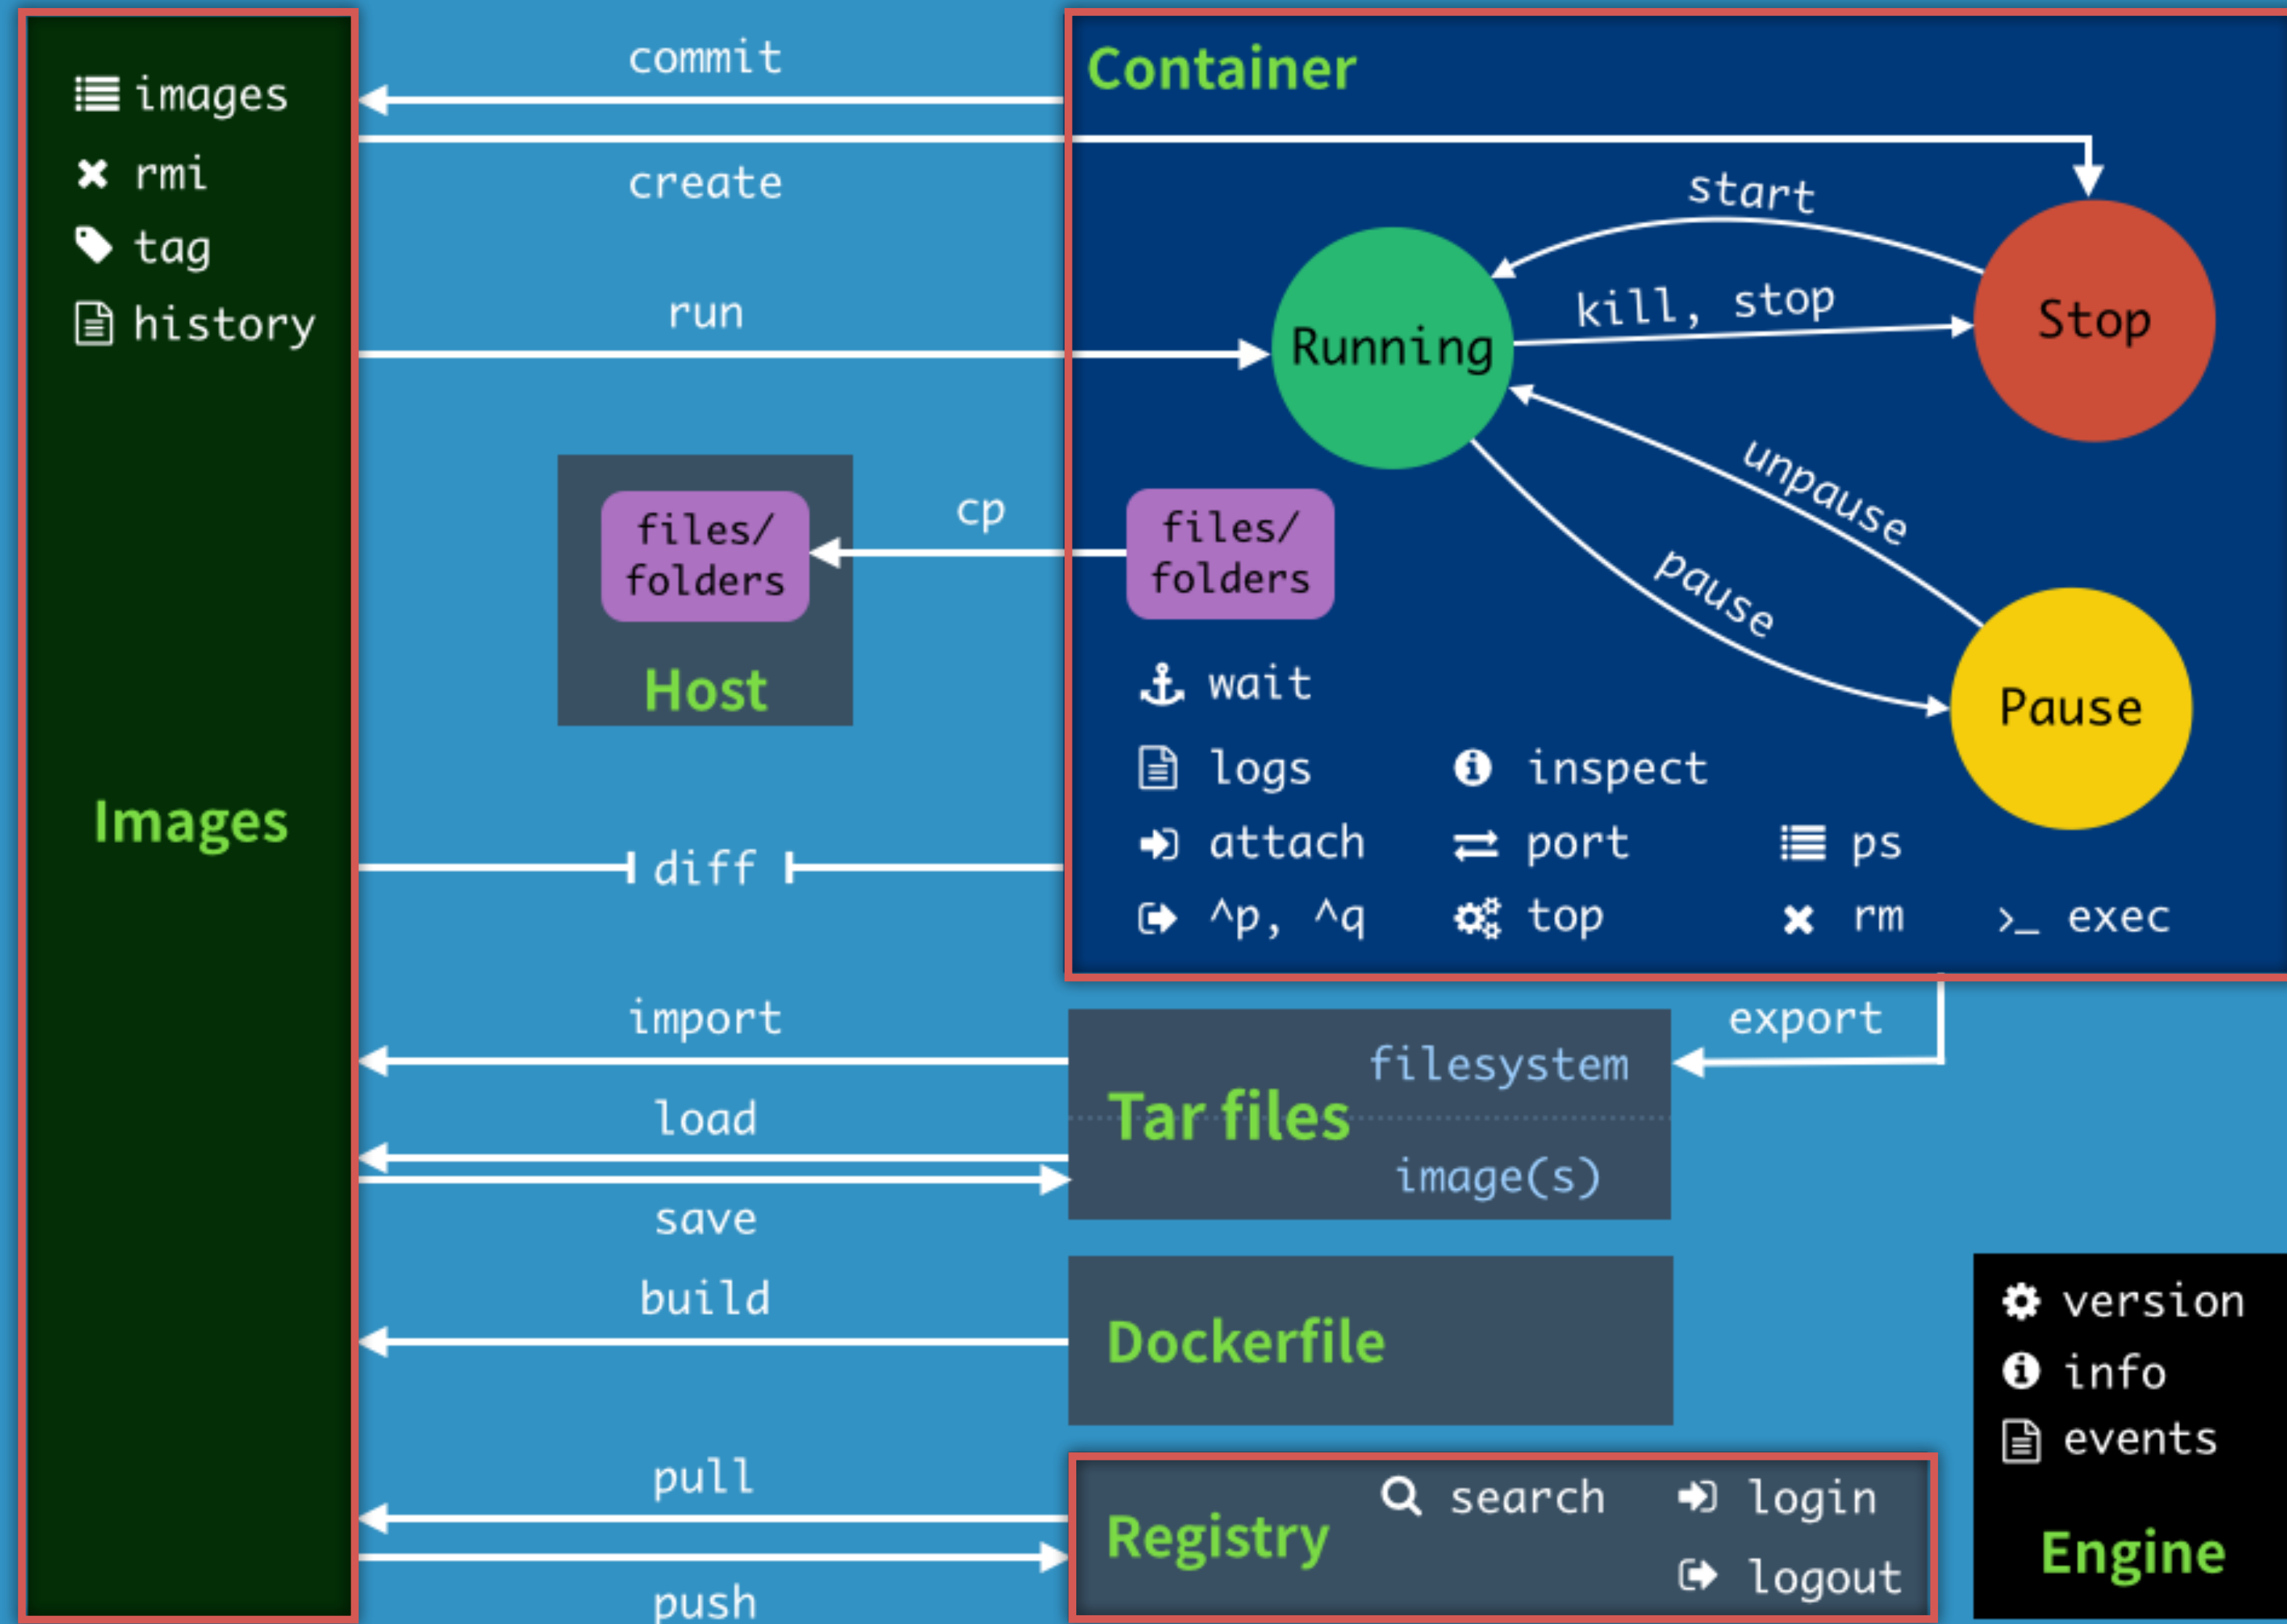 images
rmi
tag
history
Images
commit
create
run
cp
files/
folders
Host
diff
import
load
save
build
pull
push
Container
start
kill, stop
Running
Stop
unpause
pause
Pause
files/
folders
wait
logs
inspect
attach
port
ps
^p, ^q
top
rm
>_ exec
export
Tar files
filesystem
image(s)
Dockerfile
Registry
search
login
logout
version
info
events
Engine